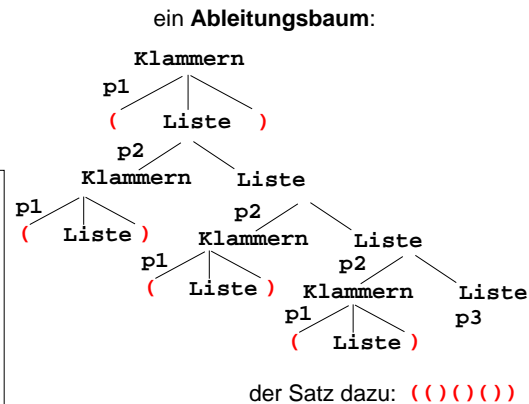 ein Ableitungsbaum:
Klammern
p1
( Liste )
p2
Klammern Liste
p1 p2
( Liste ) Klammern Liste
p1 p2
( Liste ) Klammern Liste
p1 p3
( Liste )
der Satz dazu: (()()())